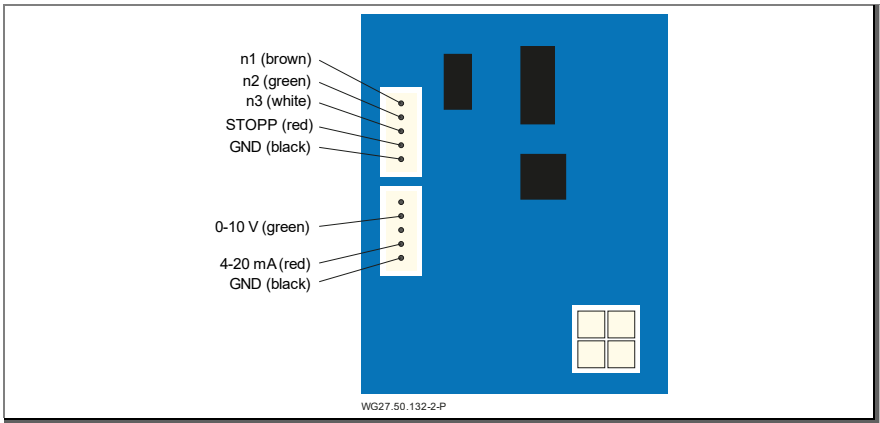 n1 (brown)
n2 (green)
n3 (white)
STOPP (red)
GND (black)
0-10 V (green)
4-20 mA (red)
GND (black)
WG27.50.132-2-P